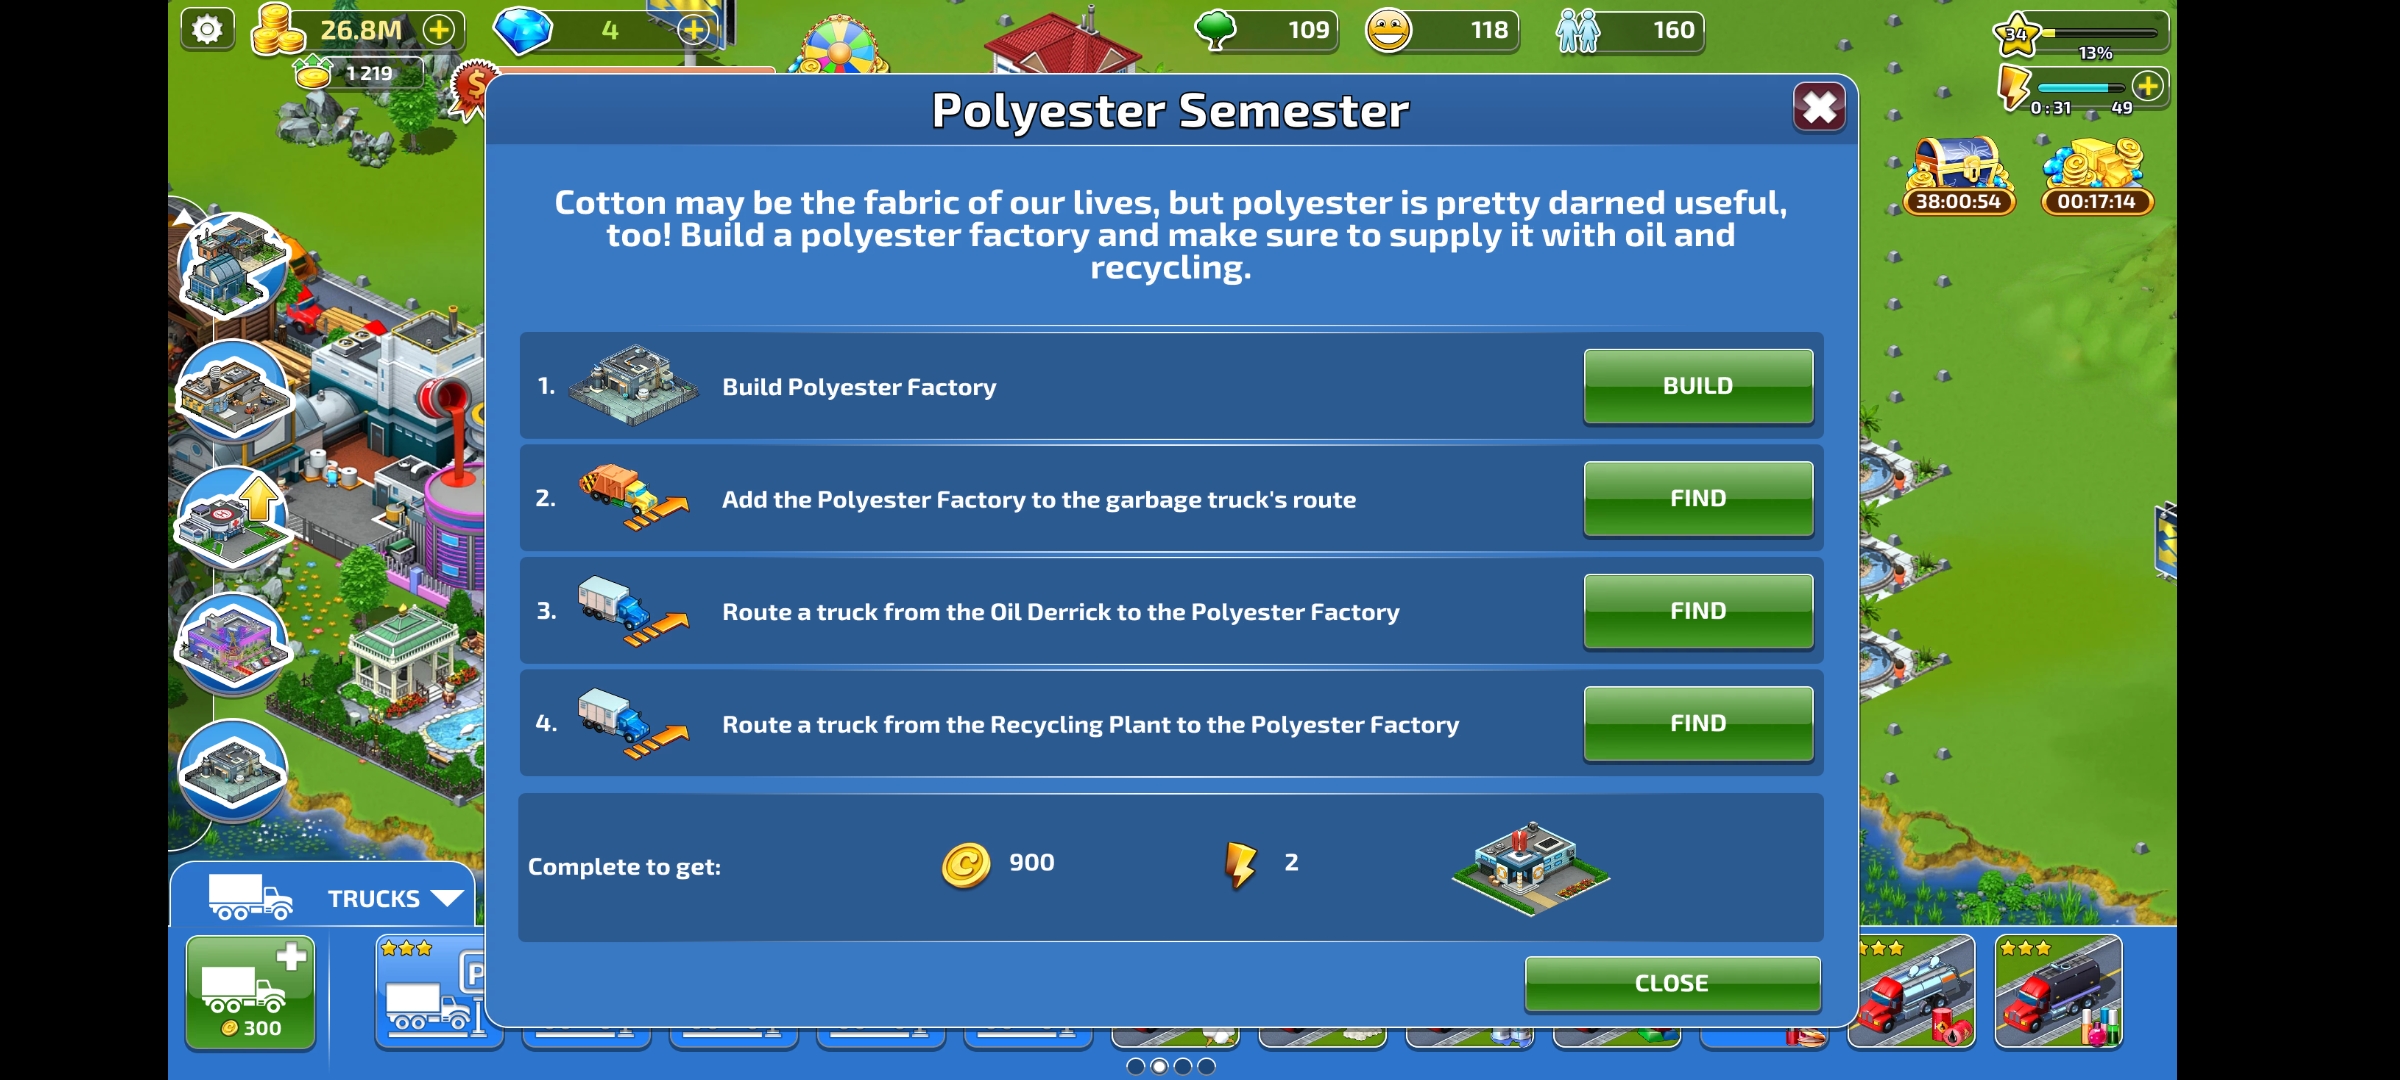 26.8M
4
109
118
160
34
13%
1 219
0:31
49
38:00:54
00:17:14
Polyester Semester
Cotton may be the fabric of our lives, but polyester is pretty darned useful,
too! Build a polyester factory and make sure to supply it with oil and
recycling.
1.
Build Polyester Factory
BUILD
2.
Add the Polyester Factory to the garbage truck's route
FIND
3.
Route a truck from the Oil Derrick to the Polyester Factory
FIND
4.
Route a truck from the Recycling Plant to the Polyester Factory
FIND
Complete to get:
900
2
CLOSE
TRUCKS
300
P